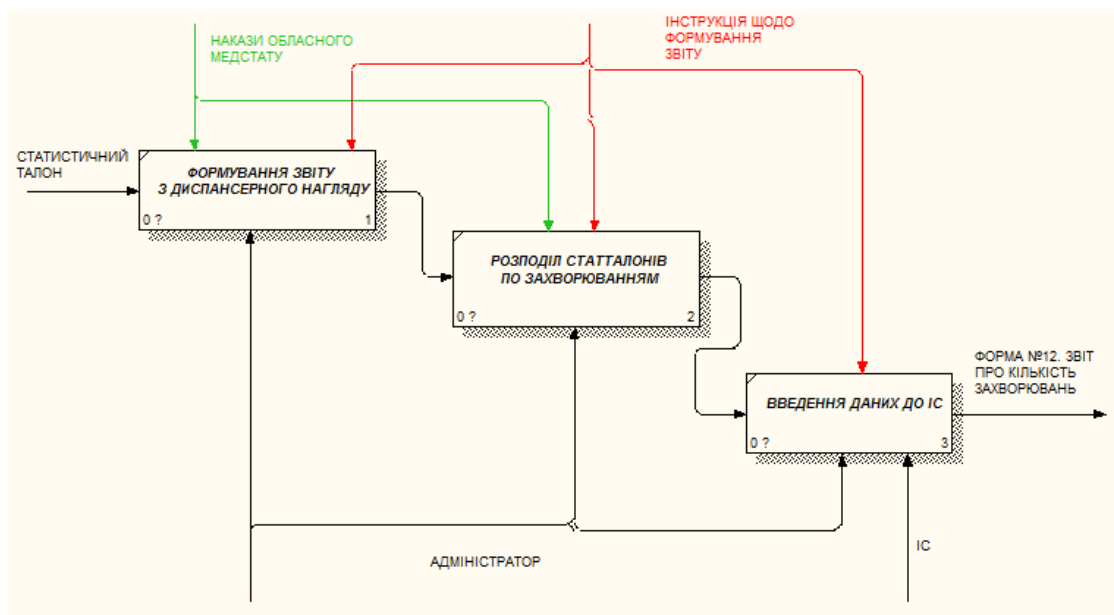 НАКАЗИ ОБЛАСНОГО
МЕДСТАТУ
ІНСТРУКЦІЯ ЩОДО
ФОРМУВАННЯ
ЗВІТУ
СТАТИСТИЧНИЙ
ТАЛОН
ФОРМУВАННЯ ЗВІТУ
З ДИСПАНСЕРНОГО НАГЛЯДУ
0 ?
1
РОЗПОДІЛ СТАТТАЛОНІВ
ПО ЗАХВОРЮВАННЯМ
0 ?
2
ФОРМА №12. ЗВІТ
ПРО КІЛЬКІСТЬ
ЗАХВОРЮВАНЬ
ВВЕДЕННЯ ДАНИХ ДО ІС
0 ?
3
АДМІНІСТРАТОР
ІС